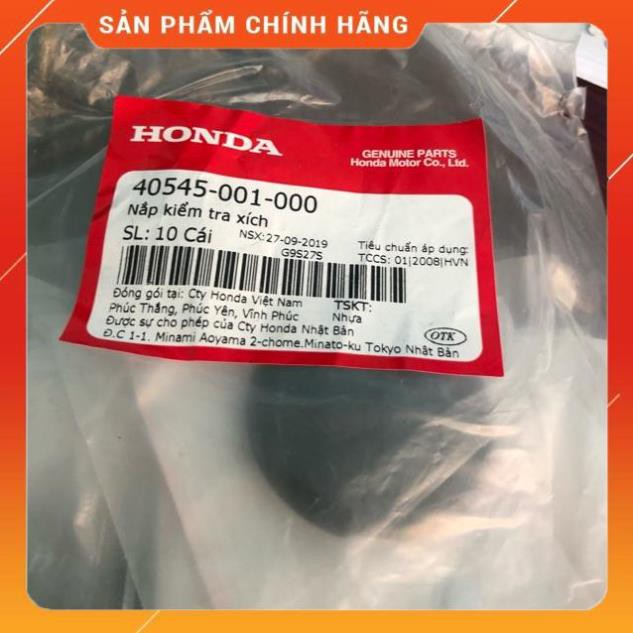 SẢN PHẨM CHÍNH HÃNG
HONDA
GENUINE PARTS
Honda Motor Co., Ltd.
40545-001-000
Nắp kiểm tra xích
SL: 10 Cái
NSX:27-09-2019
G9S27S
Tiêu chuẩn áp dụng:
TCCS: 01|2008|HVN
Đóng gói tại: Cty Honda Việt Nam
TSKT:
Phúc Thắng, Phúc Yên, Vĩnh Phúc
Nhựa
Được sự cho phép của Cty Honda Nhật Bản
Đ.C 1-1. Minami Aoyama 2-chome.Minato-ku Tokyo Nhật Bản
OTK